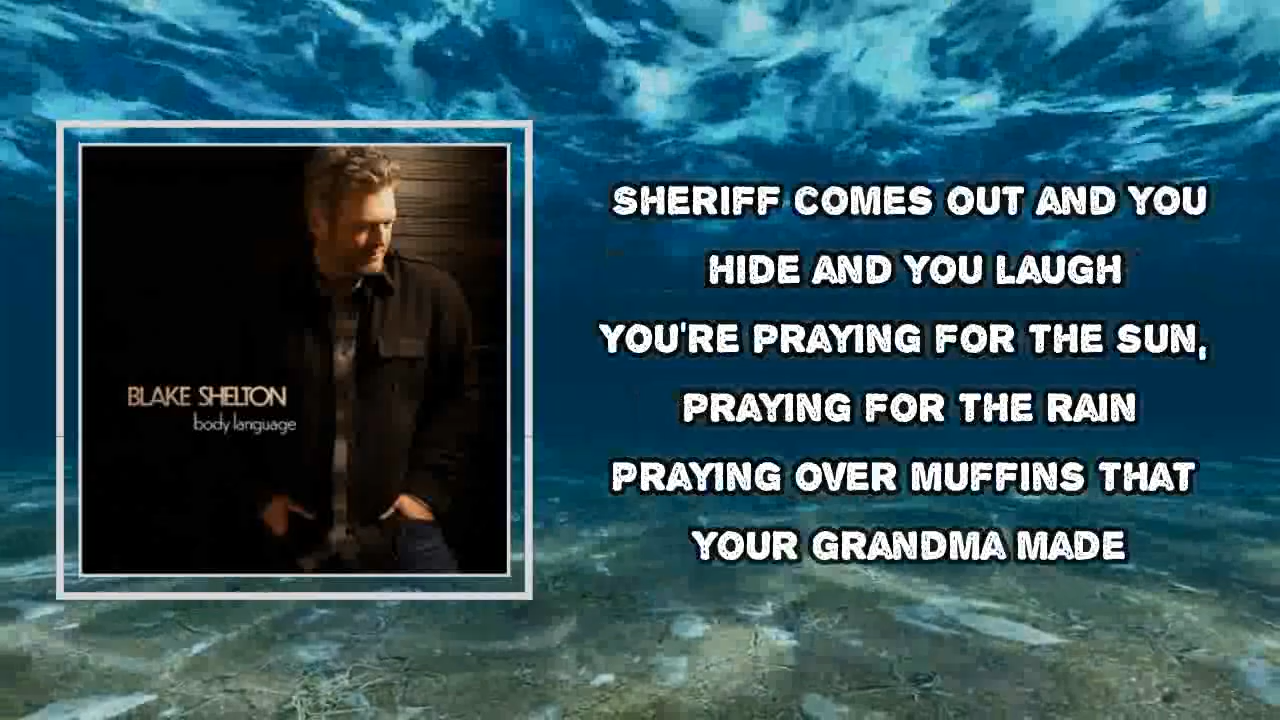 BLAKE SHELTON
body language
SHERIFF COMES OUT AND YOU
HIDE AND YOU LAUGH
YOU'RE PRAYING FOR THE SUN,
PRAYING FOR THE RAIN
PRAYING OVER MUFFINS THAT
YOUR GRANDMA MADE